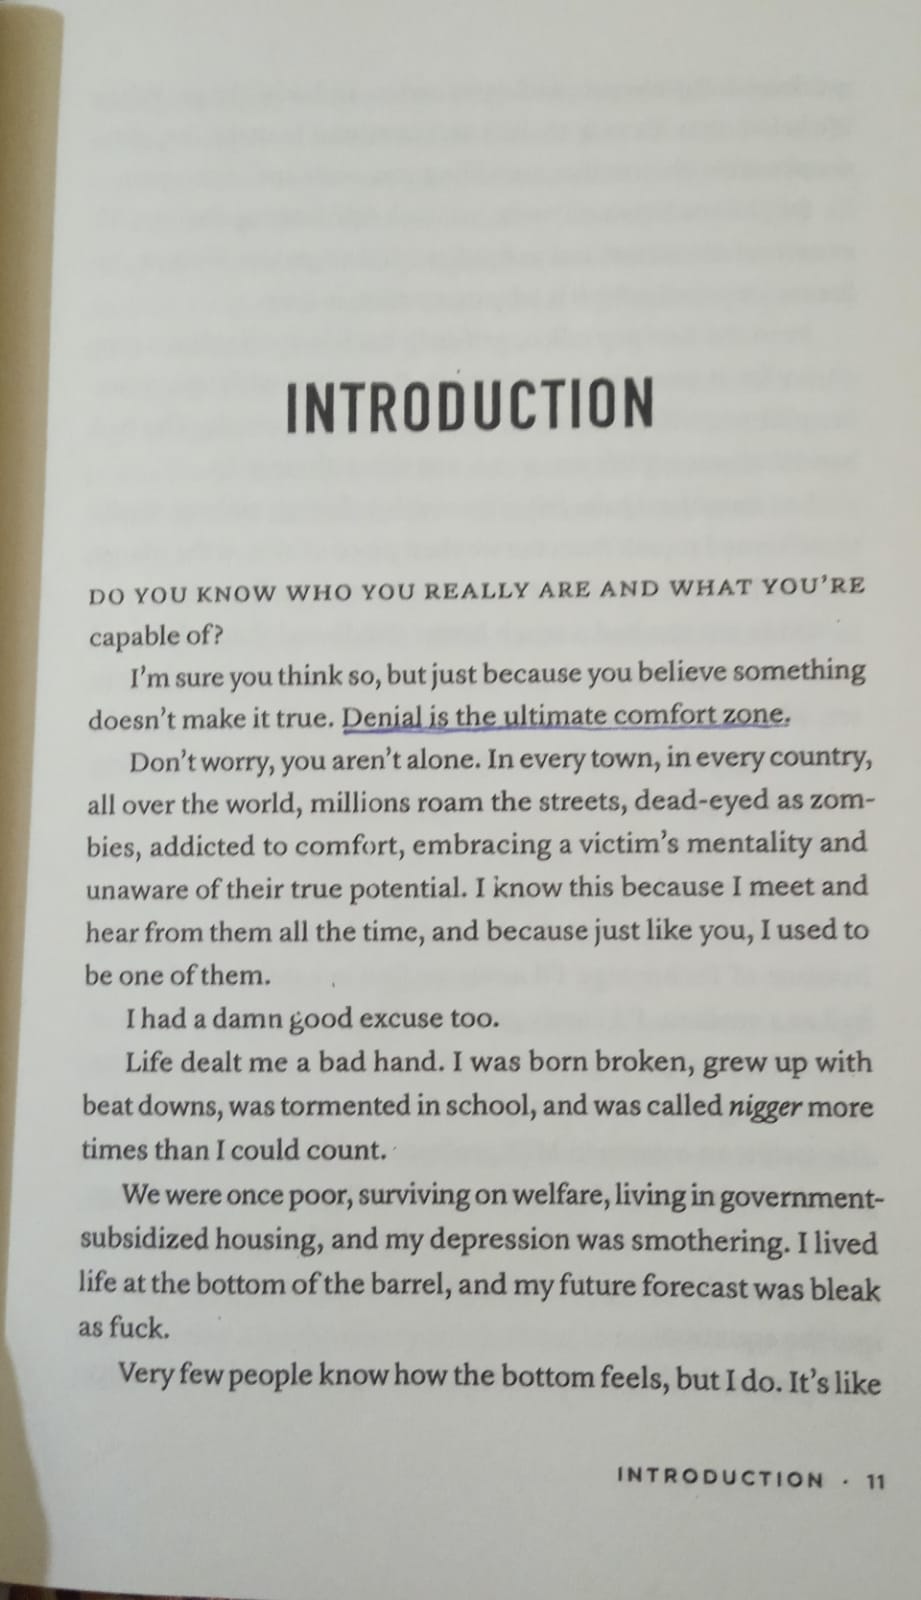 INTRODUCTION
DO YOU KNOW WHO YOU REALLY ARE AND WHAT YOU'RE
capable of?
I'm sure you think so, but just because you believe something
doesn't make it true. Denial is the ultimate comfort zone.
Don't worry, you aren't alone. In every town, in every country,
all over the world, millions roam the streets, dead-eyed as zom-
bies, addicted to comfort, embracing a victim's mentality and
unaware of their true potential. I know this because I meet and
hear from them all the time, and because just like you, I used to
be one of them.
I had a damn good excuse too.
Life dealt me a bad hand. I was born broken, grew up with
beat downs, was tormented in school, and was called nigger more
times than I could count.
We were once poor, surviving on welfare, living in government-
subsidized housing, and my depression was smothering. I lived
life at the bottom of the barrel, and my future forecast was bleak
as fuck.
Very few people know how the bottom feels, but I do. It's like
INTRODUCTION · 11